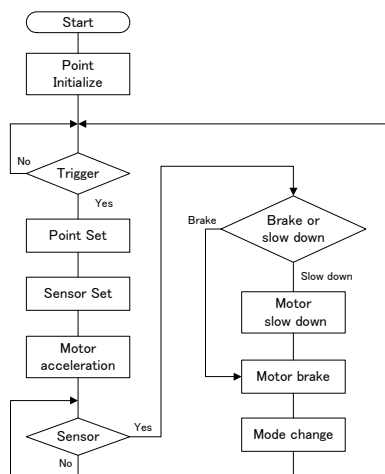 Start
Point
Initialize
No
Trigger
Yes
Point Set
Sensor Set
Motor
acceleration
Sensor
Yes
No
Brake
Brake or
slow down
Slow down
Motor
slow down
Motor brake
Mode change